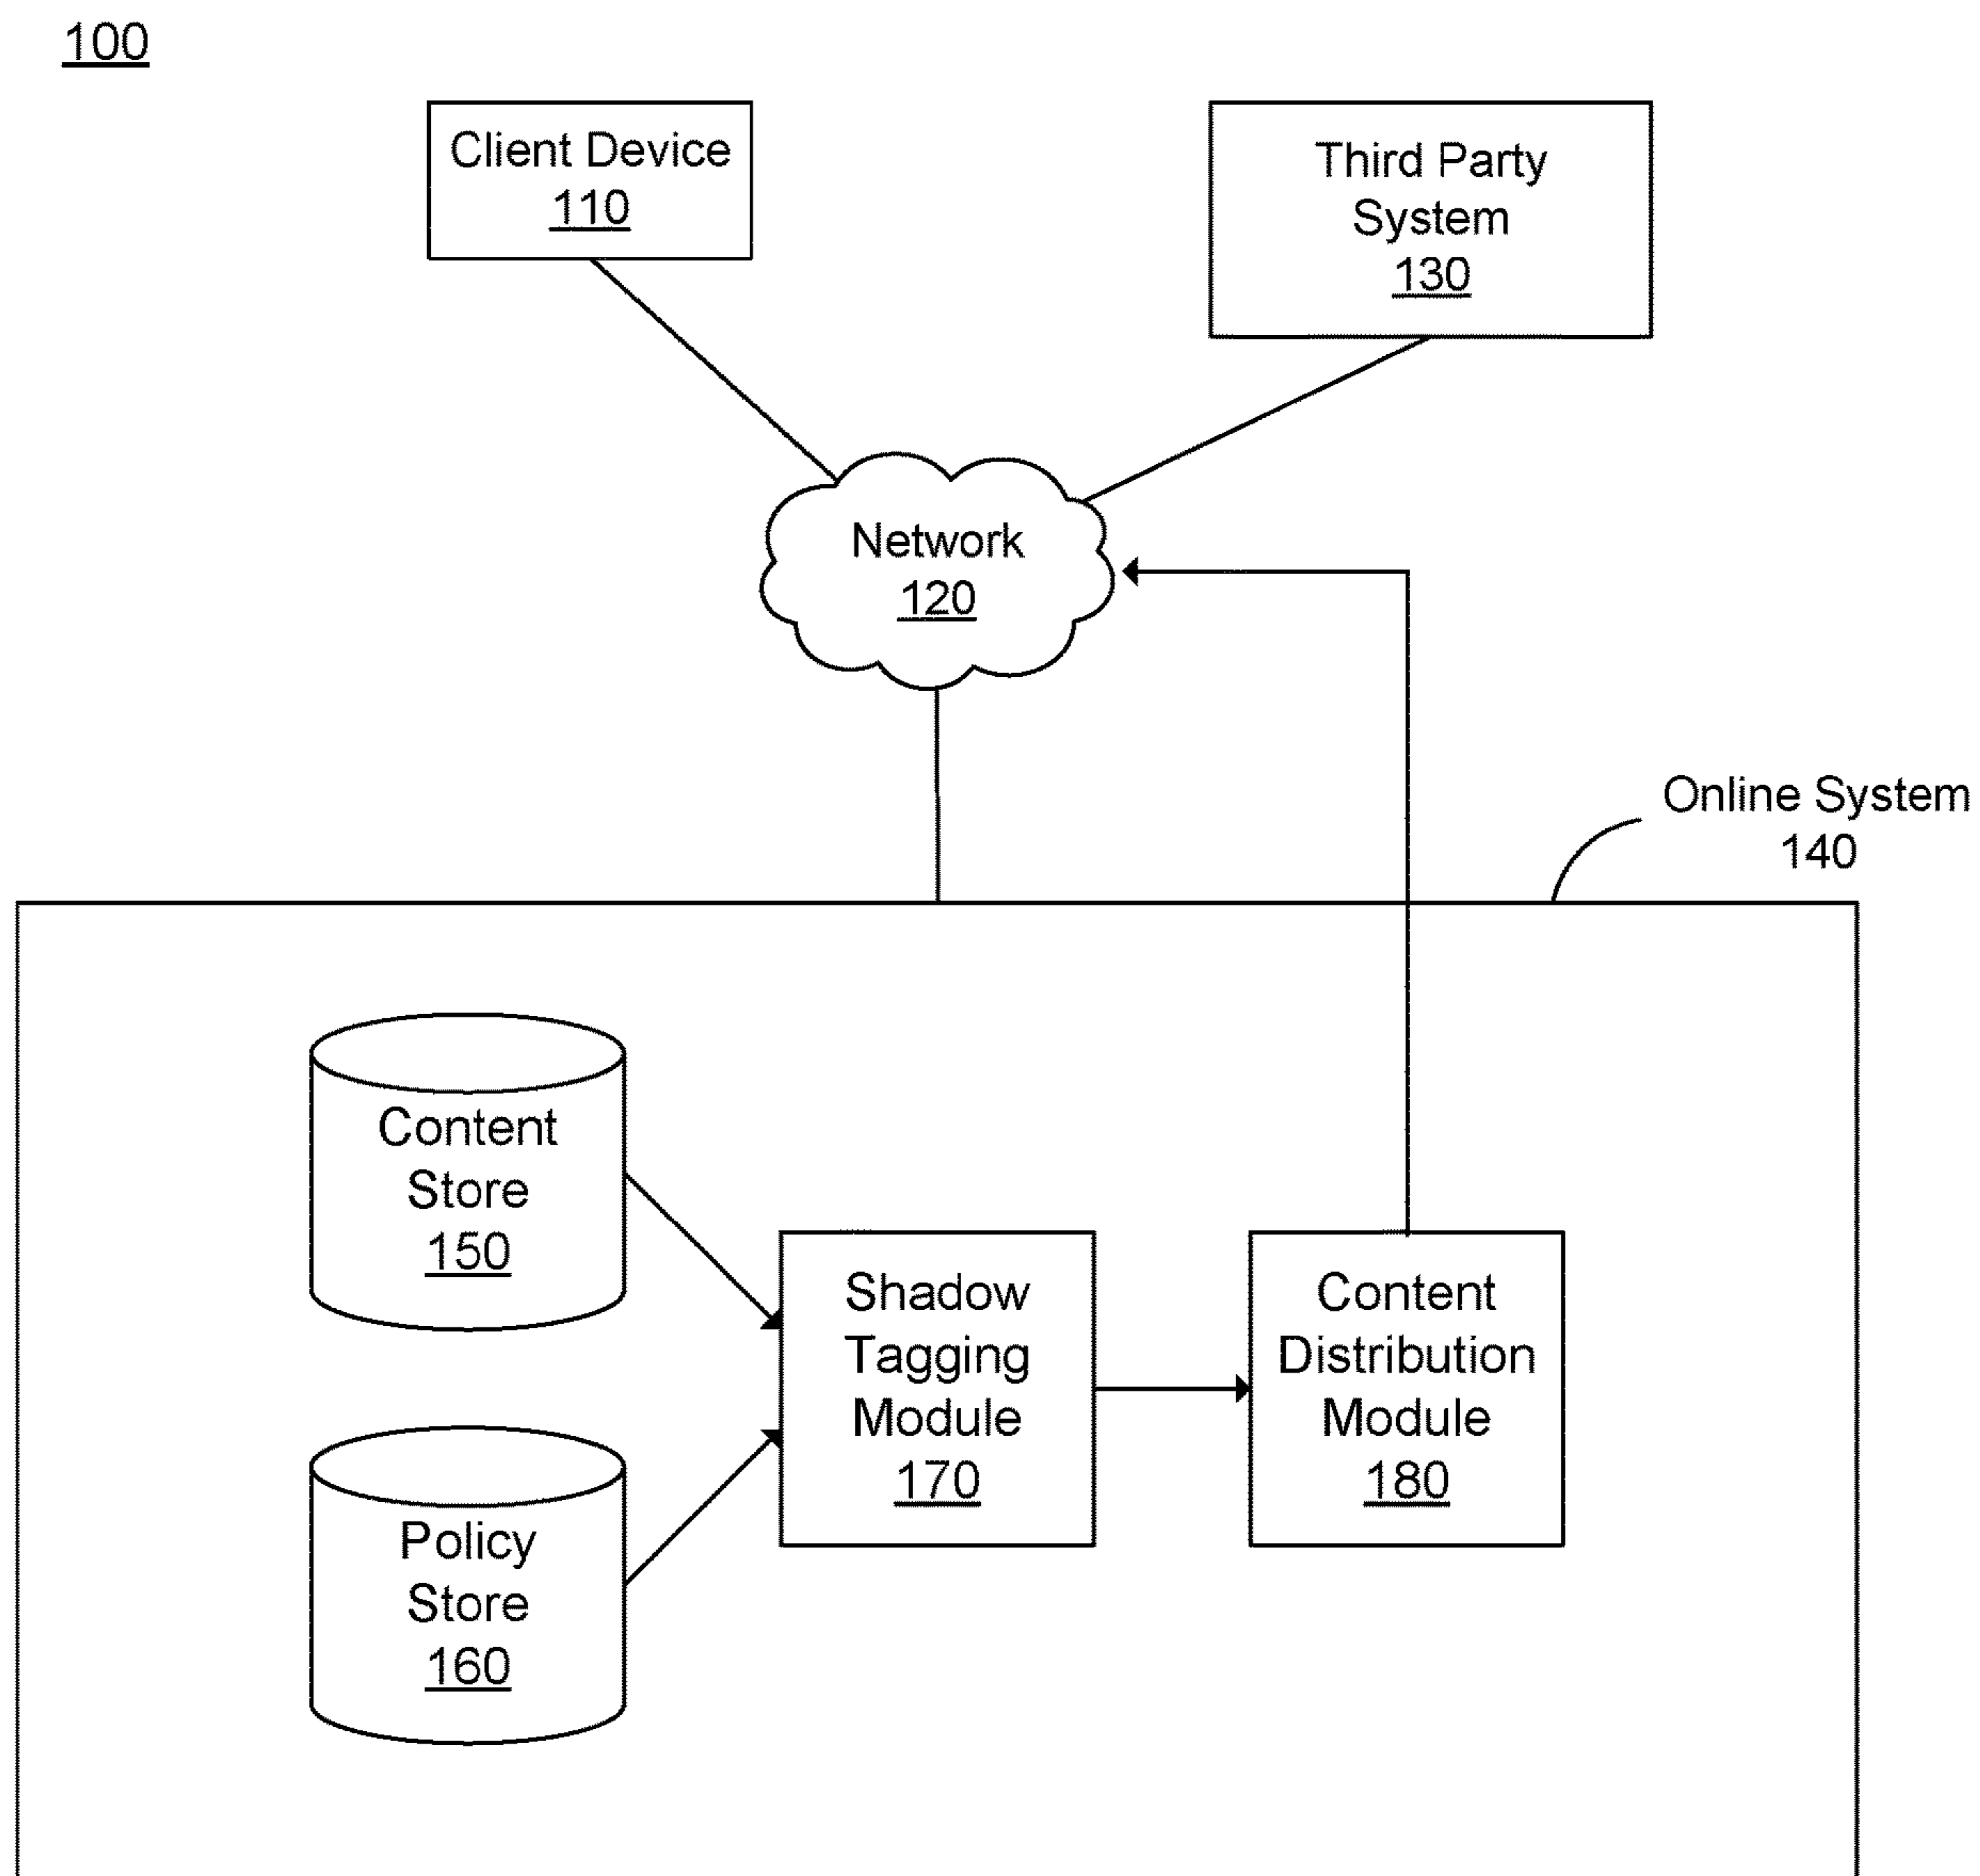 100
Client Device
110
Third Party
System
130
Network
120
Online System
140
Content
Store
150
Shadow
Tagging
Module
170
Content
Distribution
Module
180
Policy
Store
160